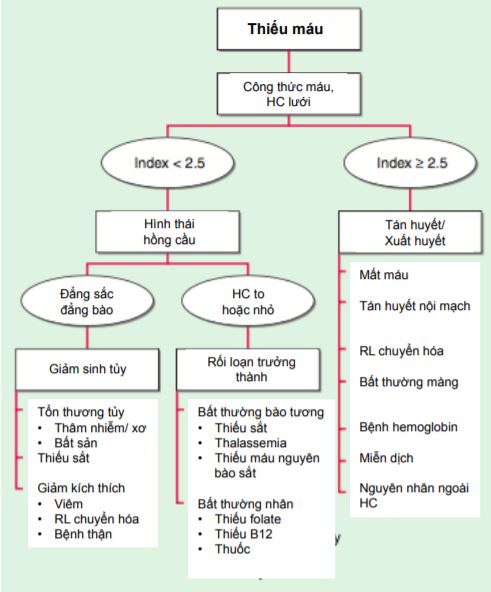 Thiếu máu
Công thức máu,
HC lưới
Index < 2.5
Index ≥ 2.5
Hình thái
hồng cầu
Tán huyết/
Xuất huyết
Đẳng sắc
đẳng bào
HC to
hoặc nhỏ
Giảm sinh tủy
Rối loạn trưởng
thành
Tổn thương tủy
• Thâm nhiễm/ xơ
• Bất sản
Thiếu sắt
Giảm kích thích
• Viêm
• RL chuyển hóa
• Bệnh thận
Bất thường bào tương
• Thiếu sắt
• Thalassemia
• Thiếu máu nguyên
bào sắt
Bất thường nhân
• Thiếu folate
• Thiếu B12
• Thuốc
Mất máu
Tán huyết nội mạch
RL chuyển hóa
Bất thường màng
Bệnh hemoglobin
Miễn dịch
Nguyên nhân ngoài
HC
y